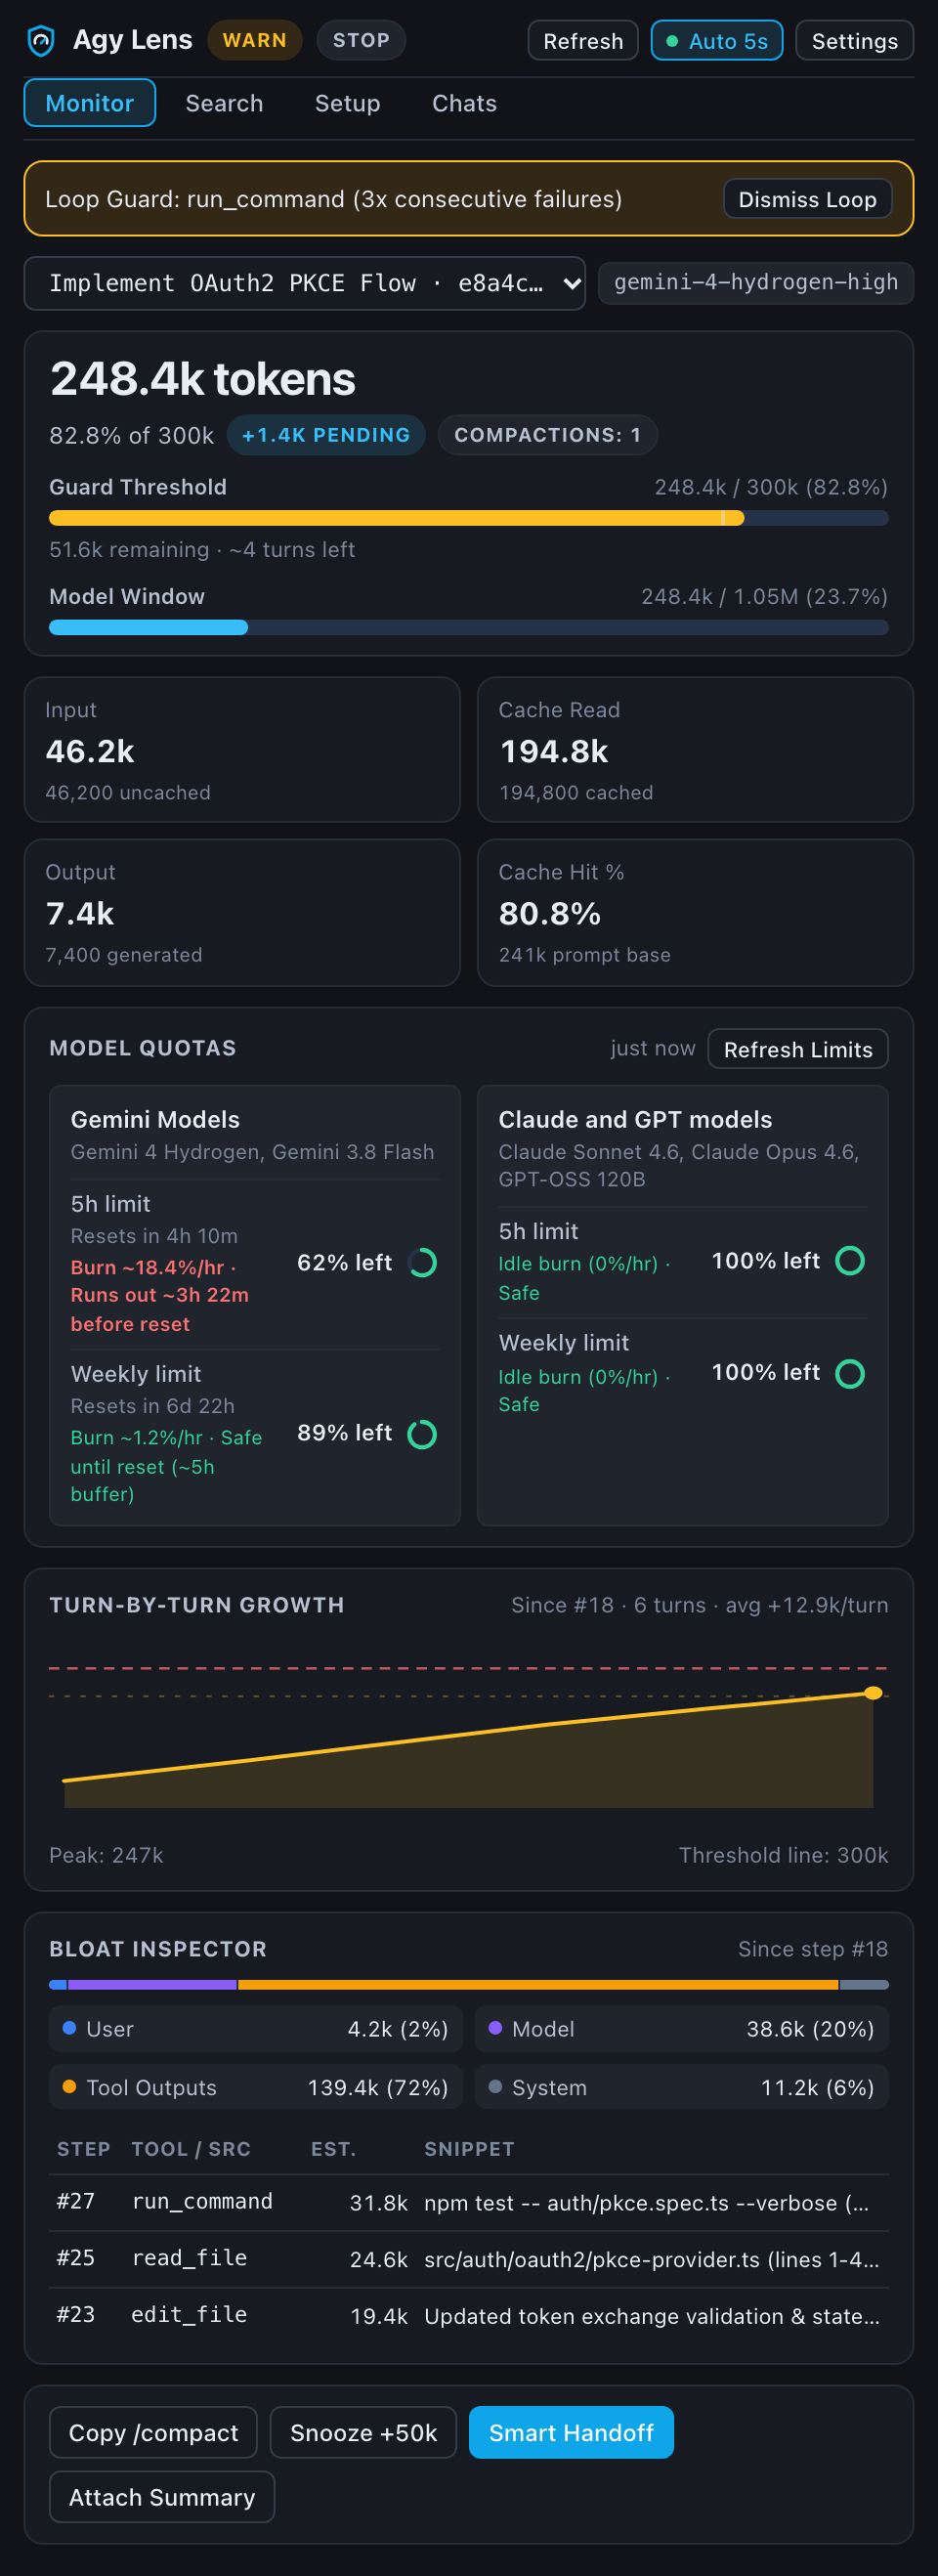 Agy Lens WARN STOP Refresh Auto 5s Settings
Monitor Search Setup Chats
Loop Guard: run_command (3x consecutive failures) Dismiss Loop
Implement OAuth2 PKCE Flow · e8a4c… gemini-4-hydrogen-high
248.4k tokens
82.8% of 300k +1.4K PENDING COMPACTIONS: 1
Guard Threshold 248.4k / 300k (82.8%)
51.6k remaining · ~4 turns left
Model Window 248.4k / 1.05M (23.7%)
Input
46.2k
46,200 uncached
Cache Read
194.8k
194,800 cached
Output
7.4k
7,400 generated
Cache Hit %
80.8%
241k prompt base
MODEL QUOTAS just now Refresh Limits
Gemini Models
Gemini 4 Hydrogen, Gemini 3.8 Flash
5h limit
Resets in 4h 10m
Burn ~18.4%/hr ·
Runs out ~3h 22m
before reset
62% left
Weekly limit
Resets in 6d 22h
Burn ~1.2%/hr · Safe
until reset (~5h
buffer)
89% left
Claude and GPT models
Claude Sonnet 4.6, Claude Opus 4.6,
GPT-OSS 120B
5h limit
Idle burn (0%/hr) ·
Safe
100% left
Weekly limit
Idle burn (0%/hr) ·
Safe
100% left
TURN-BY-TURN GROWTH Since #18 · 6 turns · avg +12.9k/turn
Peak: 247k Threshold line: 300k
BLOAT INSPECTOR Since step #18
User 4.2k (2%) Model 38.6k (20%)
Tool Outputs 139.4k (72%) System 11.2k (6%)
STEP TOOL / SRC EST. SNIPPET
#27 run_command 31.8k npm test -- auth/pkce.spec.ts --verbose (…
#25 read_file 24.6k src/auth/oauth2/pkce-provider.ts (lines 1-4…
#23 edit_file 19.4k Updated token exchange validation & state…
Copy /compact Snooze +50k Smart Handoff
Attach Summary